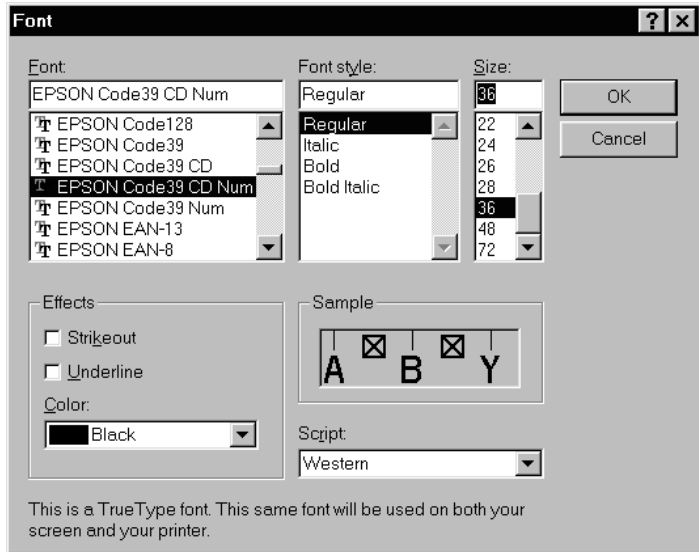 Font
Font:
EPSON Code39 CD Num
EPSON Code128
EPSON Code39
EPSON Code39 CD
EPSON Code39 CD Num
EPSON Code39 Num
EPSON EAN-13
EPSON EAN-8
Font style:
Regular
Regular
Italic
Bold
Bold Italic
Size:
36
22
24
26
28
36
48
72
OK
Cancel
Effects
Strikeout
Underline
Color:
Black
Sample
A B Y
Script:
Western
This is a TrueType font. This same font will be used on both your
screen and your printer.